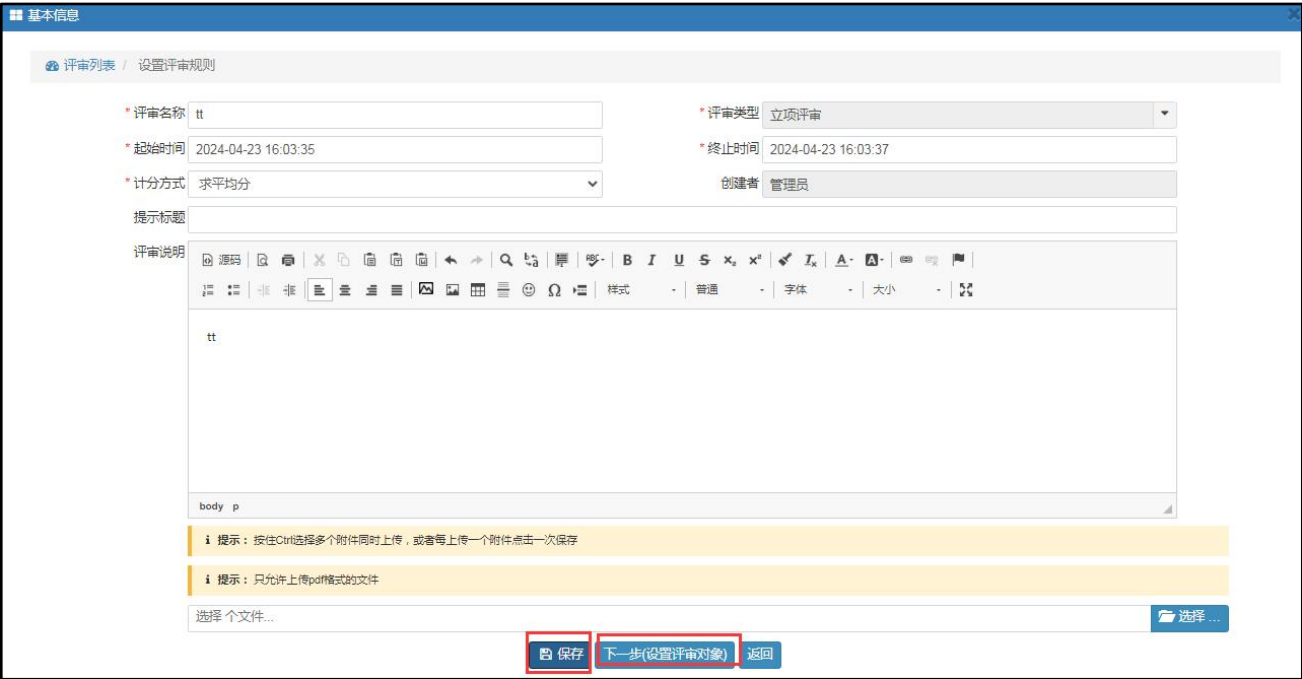 基本信息
评审列表 / 设置评审规则
* 评审名称 tt * 评审类型 立项评审
* 起始时间 2024-04-23 16:03:35 * 终止时间 2024-04-23 16:03:37
* 计分方式 求平均分 创建者 管理员
提示标题
评审说明 源码 B I U S x₂ x² Iₓ A A
Ω 样式 普通 字体 大小
tt
body p
i 提示：按住Ctrl选择多个附件同时上传，或者每上传一个附件点击一次保存
i 提示：只允许上传pdf格式的文件
选择 个文件... 选择 ...
保存 下一步(设置评审对象) 返回